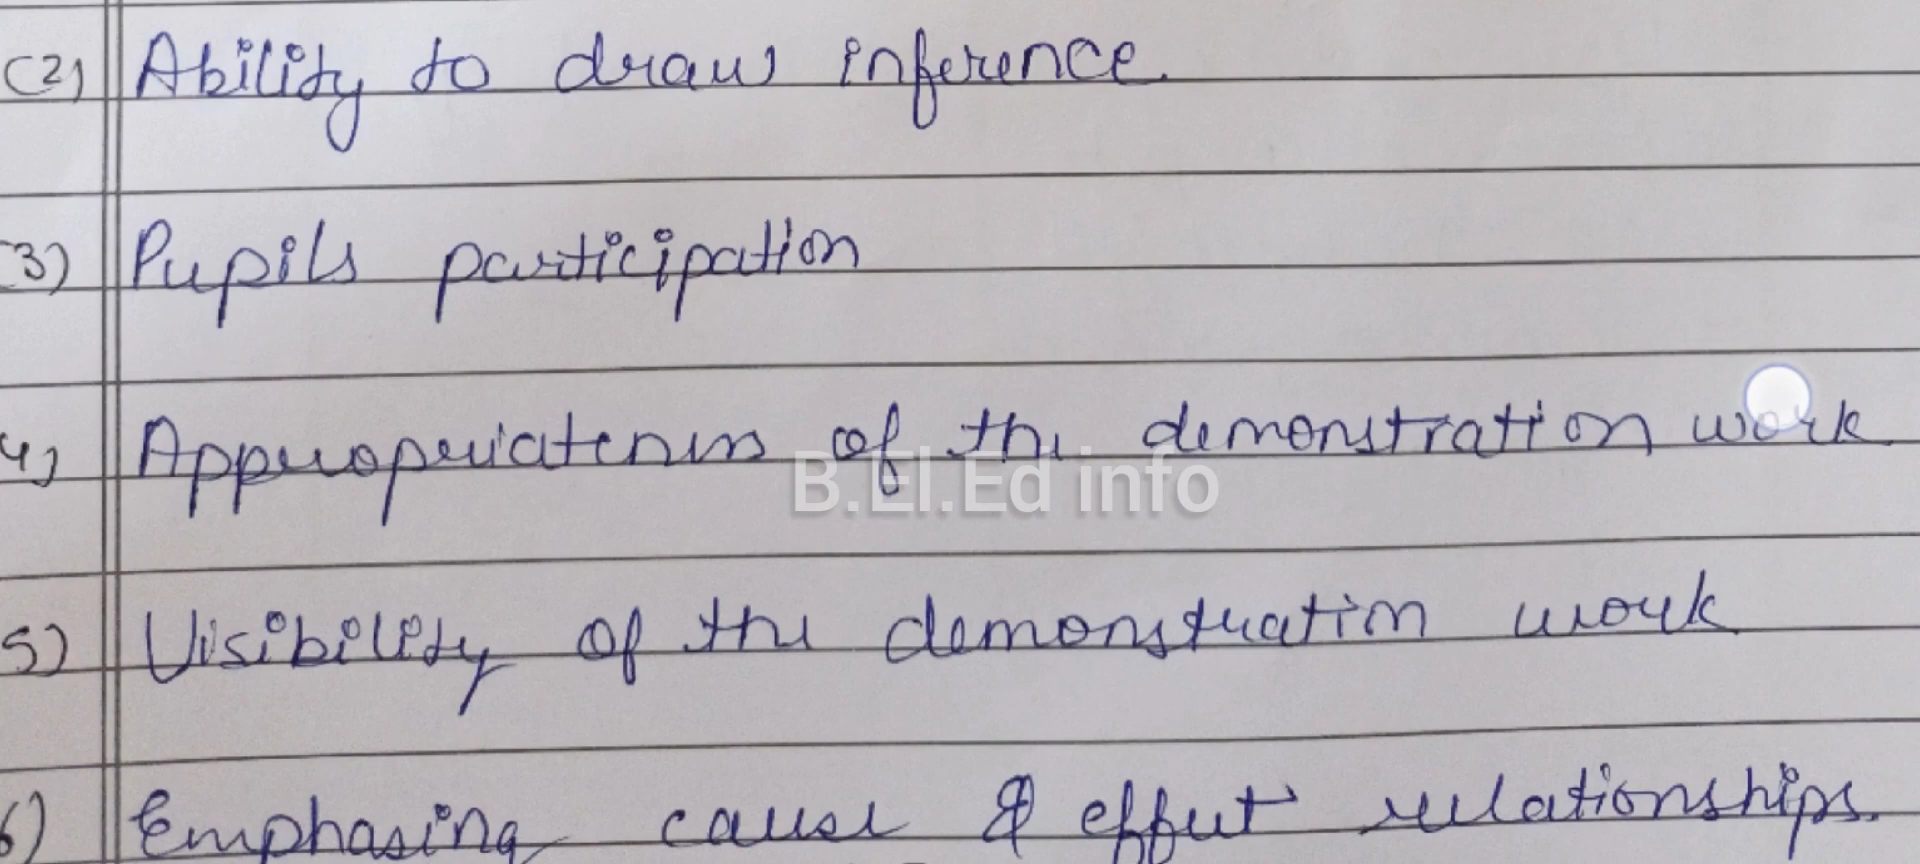 (2) Ability to draw inference
(3) Pupils participation
4) Appropriateness of the demonstration work
B.El.Ed info
5) Visibility of the demonstration work
6) Emphasing cause & effect relationships.